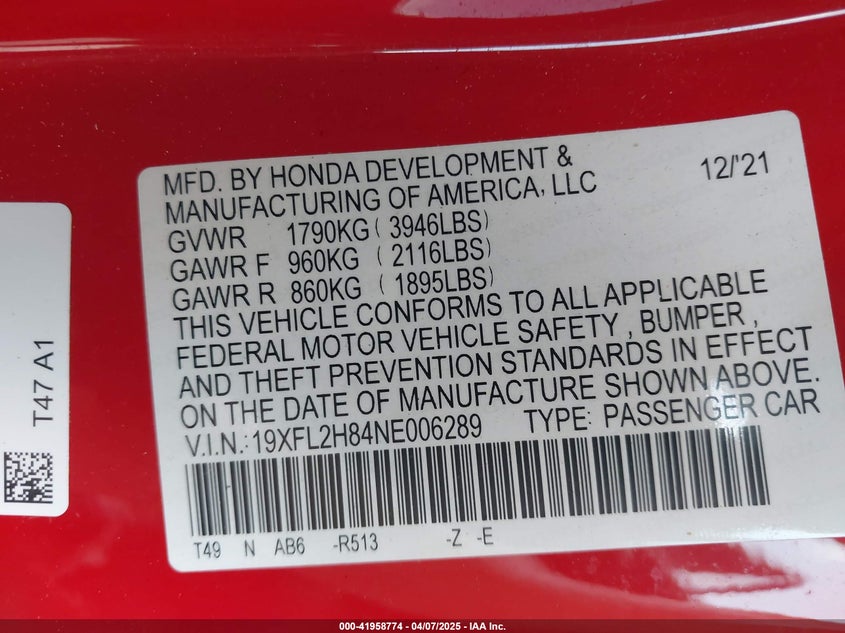 MFD. BY HONDA DEVELOPMENT &
MANUFACTURING OF AMERICA, LLC 12/'21
GVWR 1790KG ( 3946LBS)
GAWR F 960KG ( 2116LBS)
GAWR R 860KG ( 1895LBS)
THIS VEHICLE CONFORMS TO ALL APPLICABLE
FEDERAL MOTOR VEHICLE SAFETY , BUMPER ,
AND THEFT PREVENTION STANDARDS IN EFFECT
ON THE DATE OF MANUFACTURE SHOWN ABOVE.
V.I.N.:19XFL2H84NE006289 TYPE: PASSENGER CAR
T49 N AB6 -R513 -Z -E
T47 A1
000-41958774 - 04/07/2025 - IAA Inc.